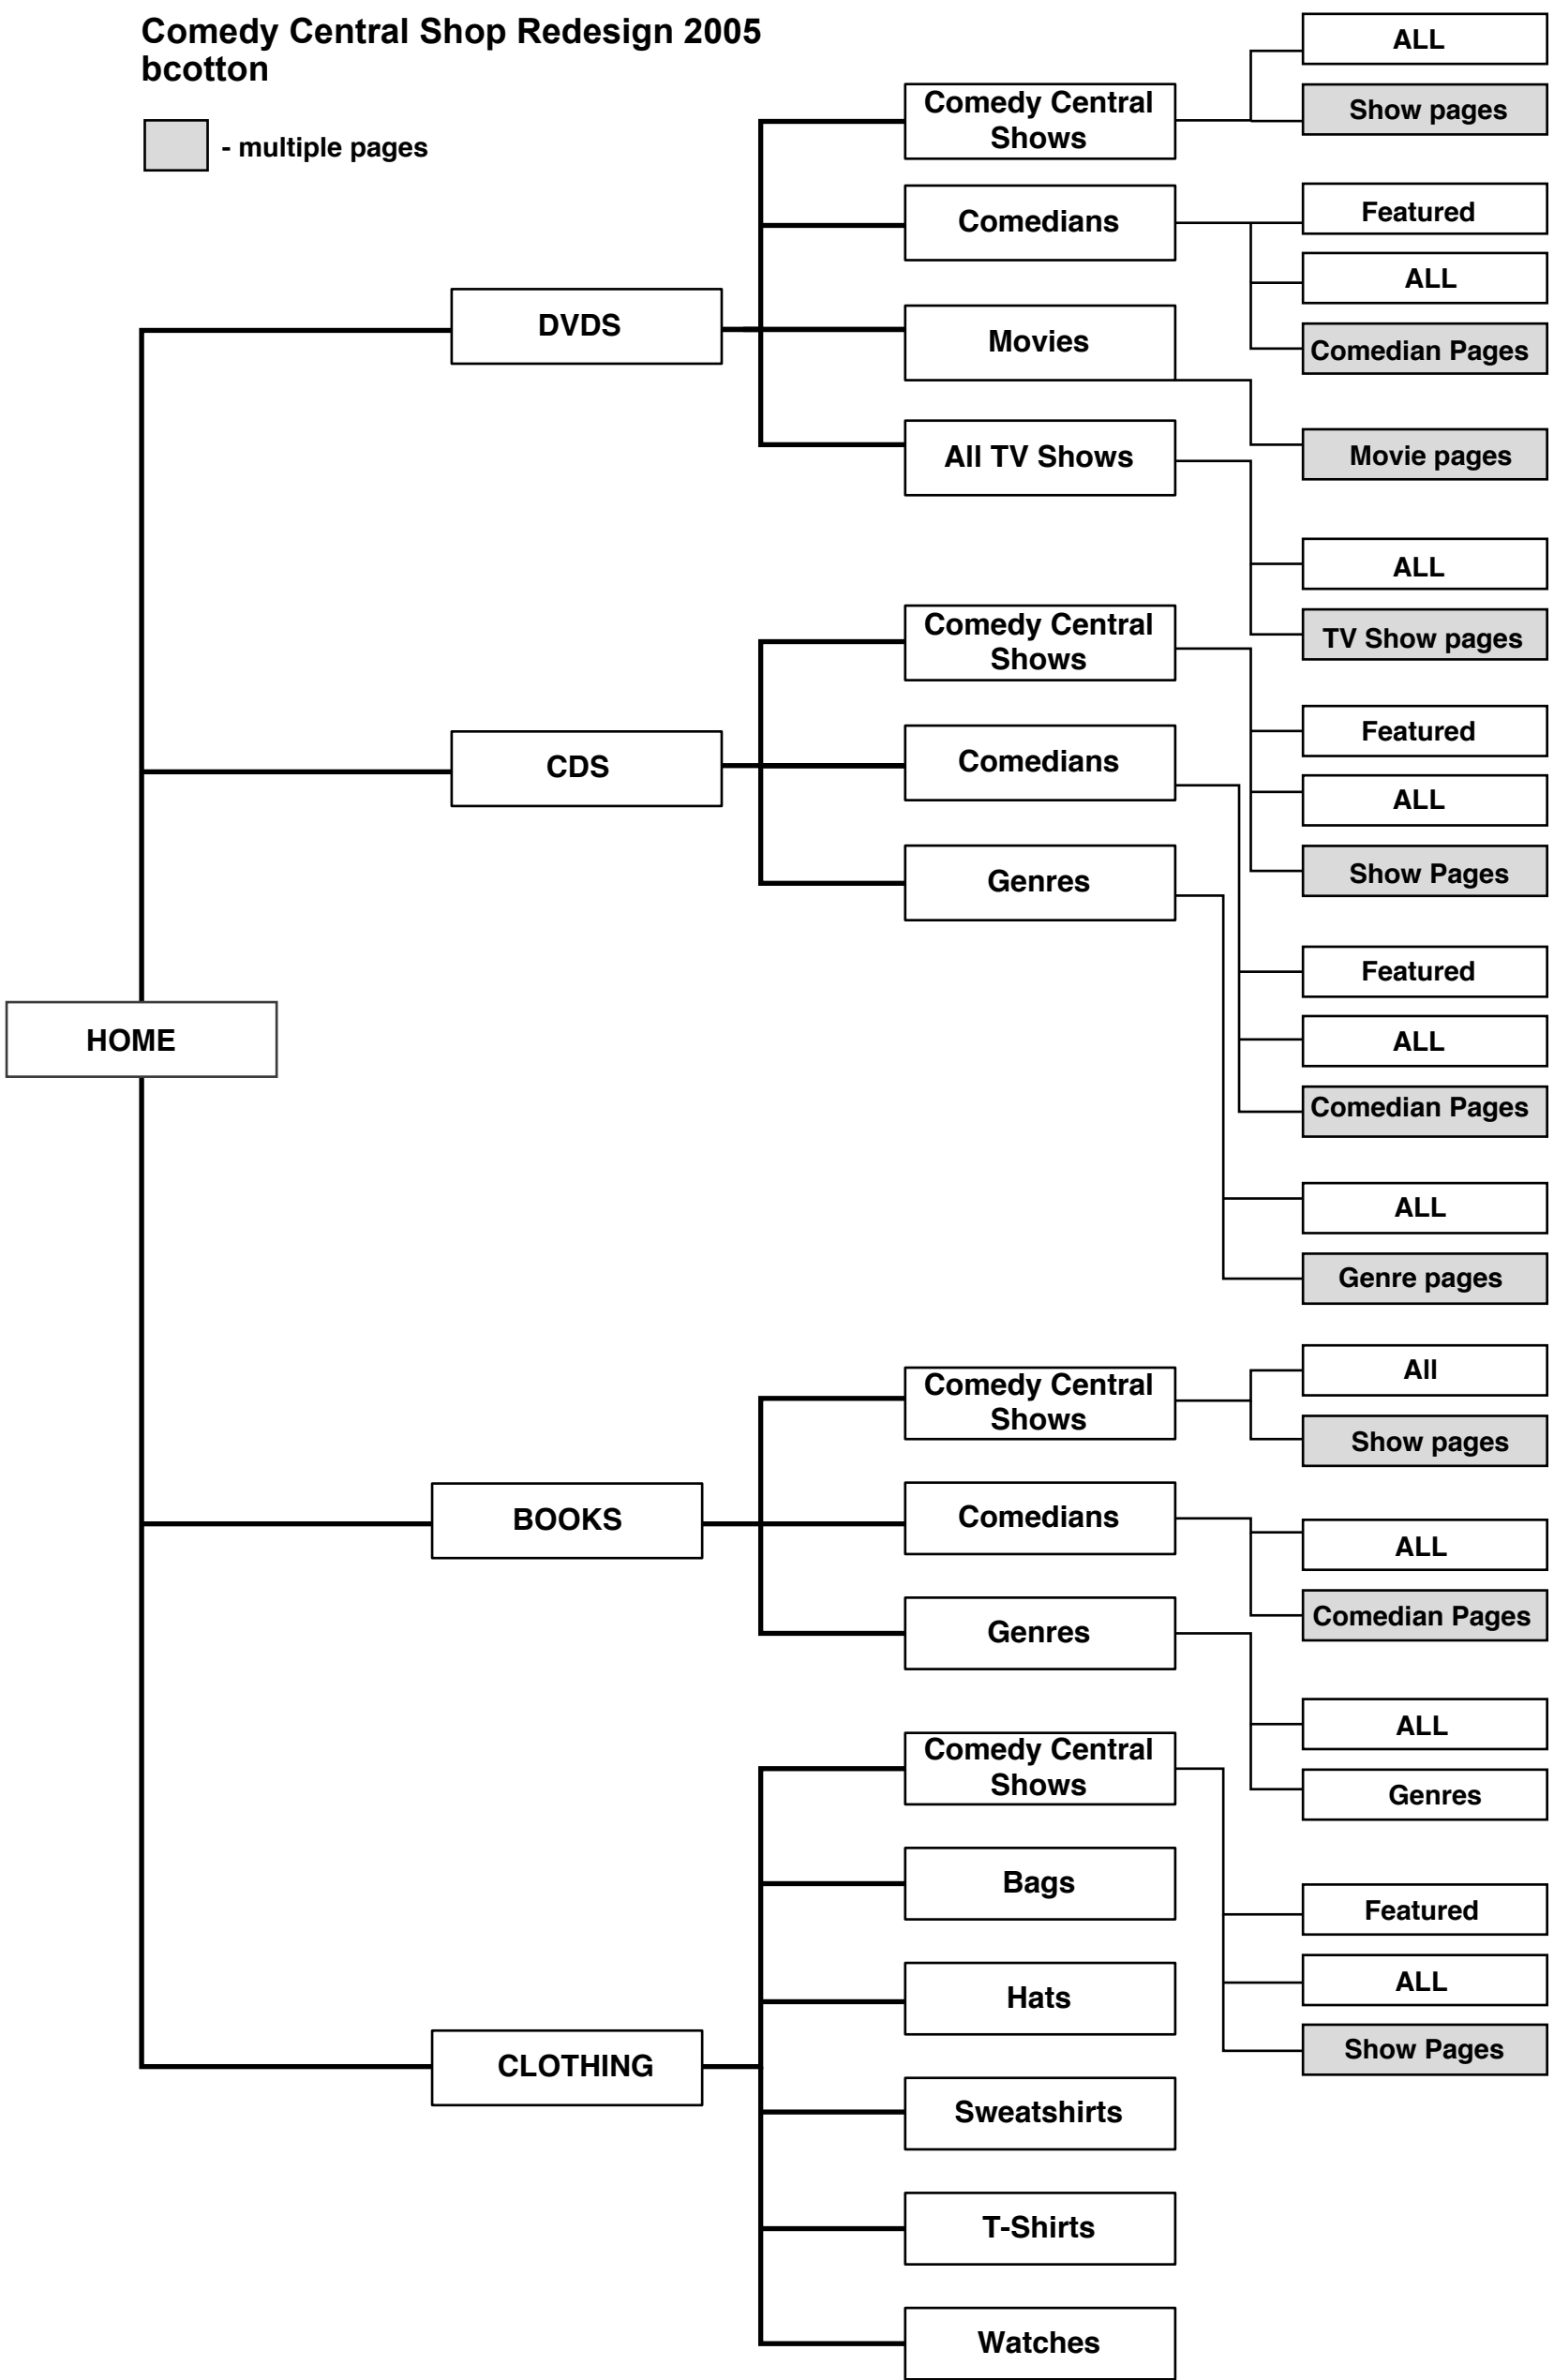 Comedy Central Shop Redesign 2005
bcotton
- multiple pages
HOME
DVDS
Comedy Central
Shows
ALL
Show pages
Comedians
Featured
ALL
Comedian Pages
Movies
Movie pages
All TV Shows
ALL
TV Show pages
CDS
Comedy Central
Shows
Featured
ALL
Show Pages
Comedians
Featured
ALL
Comedian Pages
Genres
ALL
Genre pages
BOOKS
Comedy Central
Shows
All
Show pages
Comedians
ALL
Comedian Pages
Genres
ALL
Genres
CLOTHING
Comedy Central
Shows
Featured
ALL
Show Pages
Bags
Hats
Sweatshirts
T-Shirts
Watches